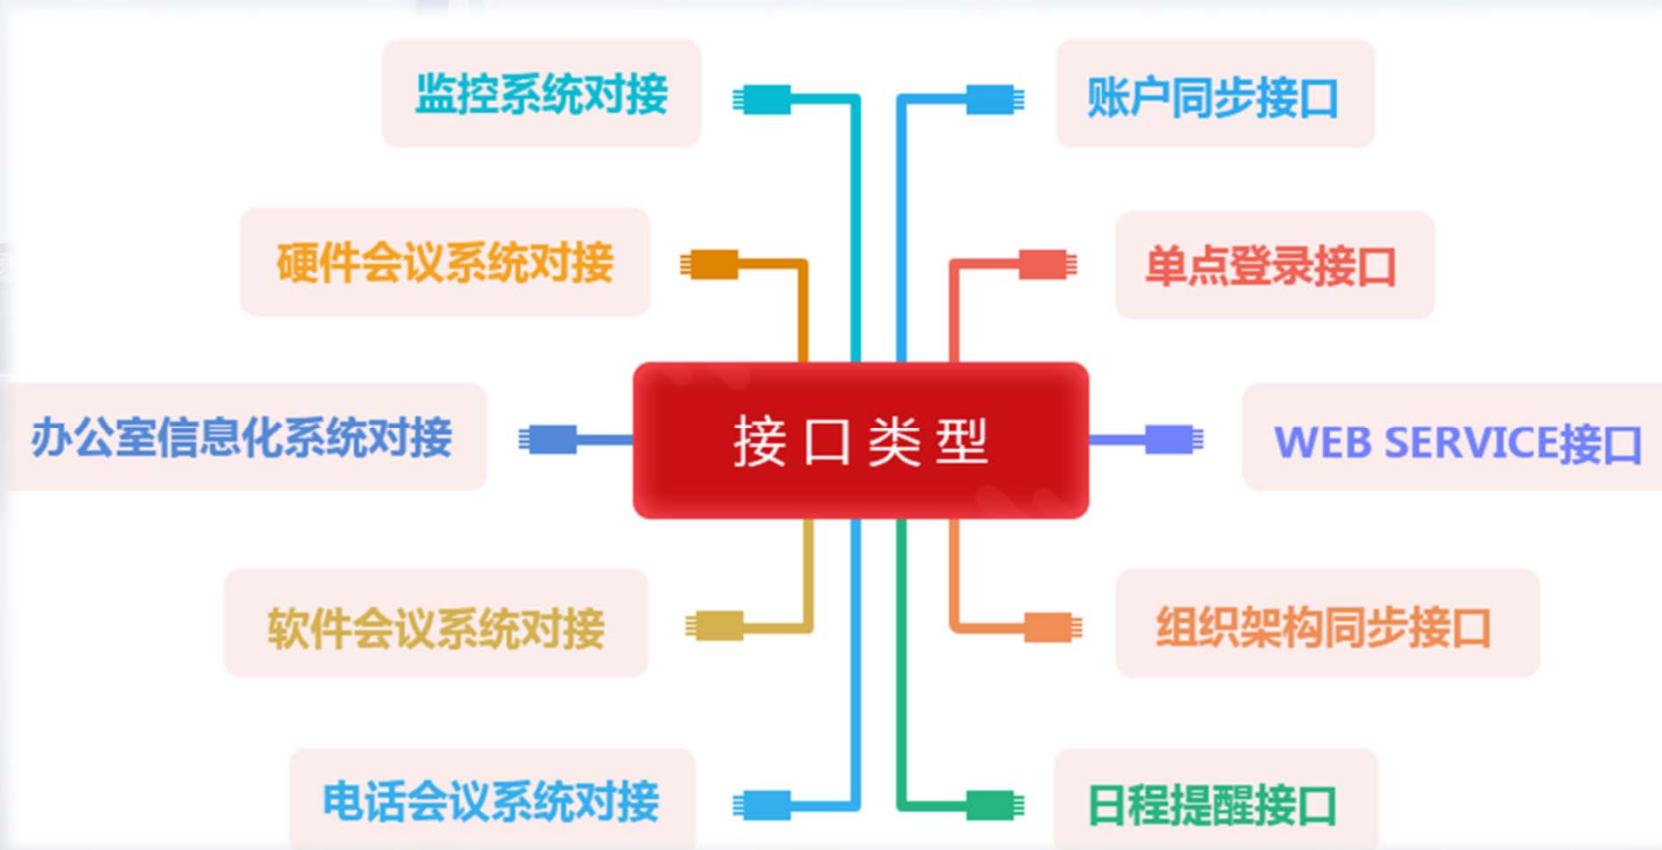 监控系统对接
账户同步接口
硬件会议系统对接
单点登录接口
办公室信息化系统对接
接口类型
WEB SERVICE接口
软件会议系统对接
组织架构同步接口
电话会议系统对接
日程提醒接口